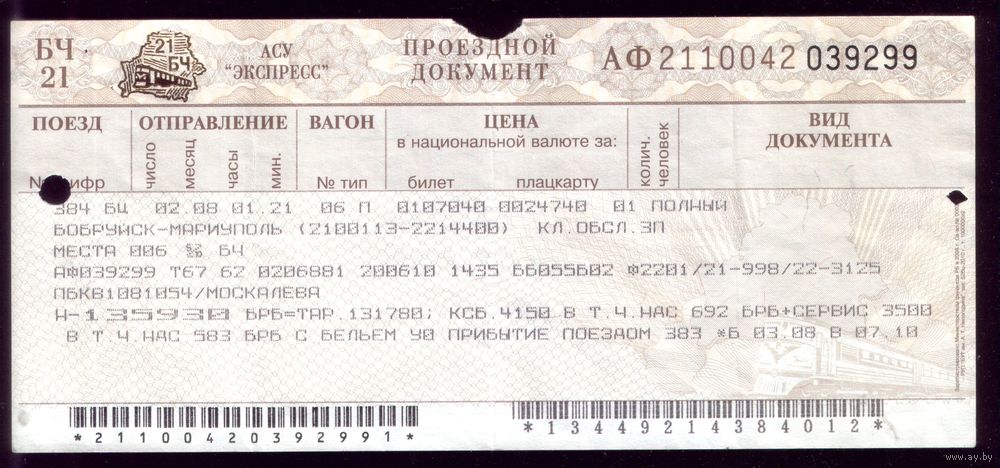 БЧ
21
21
БЧ
АСУ
“ЭКСПРЕСС”
ПРОЕЗДНОЙ
ДОКУМЕНТ
АФ2110042 039299
ПОЕЗД
ОТПРАВЛЕНИЕ
ВАГОН
ЦЕНА
в национальной валюте за:
колич.
человек
ВИД
ДОКУМЕНТА
число
месяц
часы
мин.
№ тип
билет
плацкарту
384 БЦ 02.08 01.21 06 П 0107040 0024740 01 ПОЛНЫЙ
БОБРУЙСК-МАРИУПОЛЬ (2100113-2214400) КЛ.ОБСЛ.3П
МЕСТА 006 БЧ
АФ039299 Т67 62 0206881 200610 1435 ББ055Б02 Ф2201/21-998/22-3125
ПБКВ1081054/МОСКАЛЕВА
Н-135930 БРБ=ТАР.131780; КСБ.4150 В Т.Ч.НАС 692 БРБ+СЕРВИС 3500
В Т.Ч.НАС 583 БРБ С БЕЛЬЕМ У0 ПРИБЫТИЕ ПОЕЗДОМ 383 *Б 03.08 В 07.10
*2110042039299 1*
*1344921438401 2*
www.ay.by